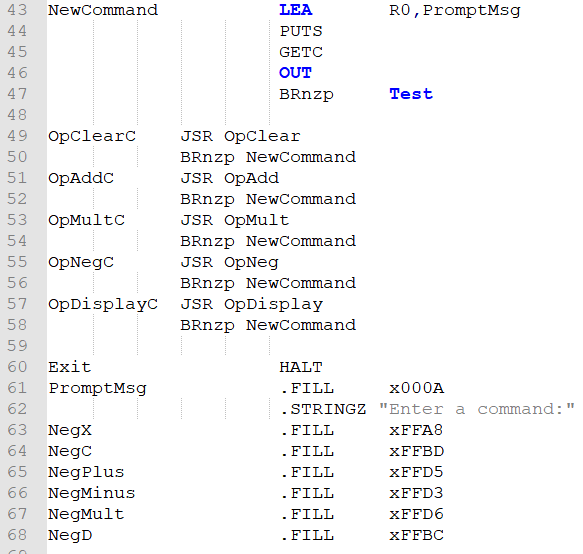 43 NewCommand LEA R0,PromptMsg
44 PUTS
45 GETC
46 OUT
47 BRnzp Test
48
49 OpClearC JSR OpClear
50 BRnzp NewCommand
51 OpAddC JSR OpAdd
52 BRnzp NewCommand
53 OpMultC JSR OpMult
54 BRnzp NewCommand
55 OpNegC JSR OpNeg
56 BRnzp NewCommand
57 OpDisplayC JSR OpDisplay
58 BRnzp NewCommand
59
60 Exit HALT
61 PromptMsg .FILL x000A
62 .STRINGZ "Enter a command:"
63 NegX .FILL xFFA8
64 NegC .FILL xFFBD
65 NegPlus .FILL xFFD5
66 NegMinus .FILL xFFD3
67 NegMult .FILL xFFD6
68 NegD .FILL xFFBC